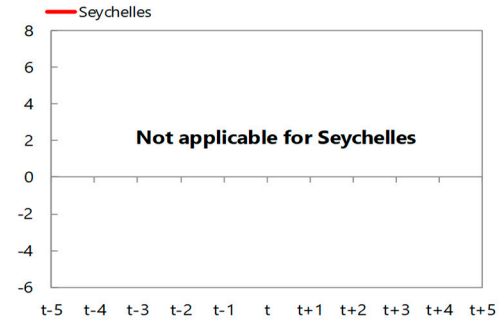 Seychelles
8
6
4
2
0
-2
-4
-6
Not applicable for Seychelles
t-5 t-4 t-3 t-2 t-1 t t+1 t+2 t+3 t+4 t+5